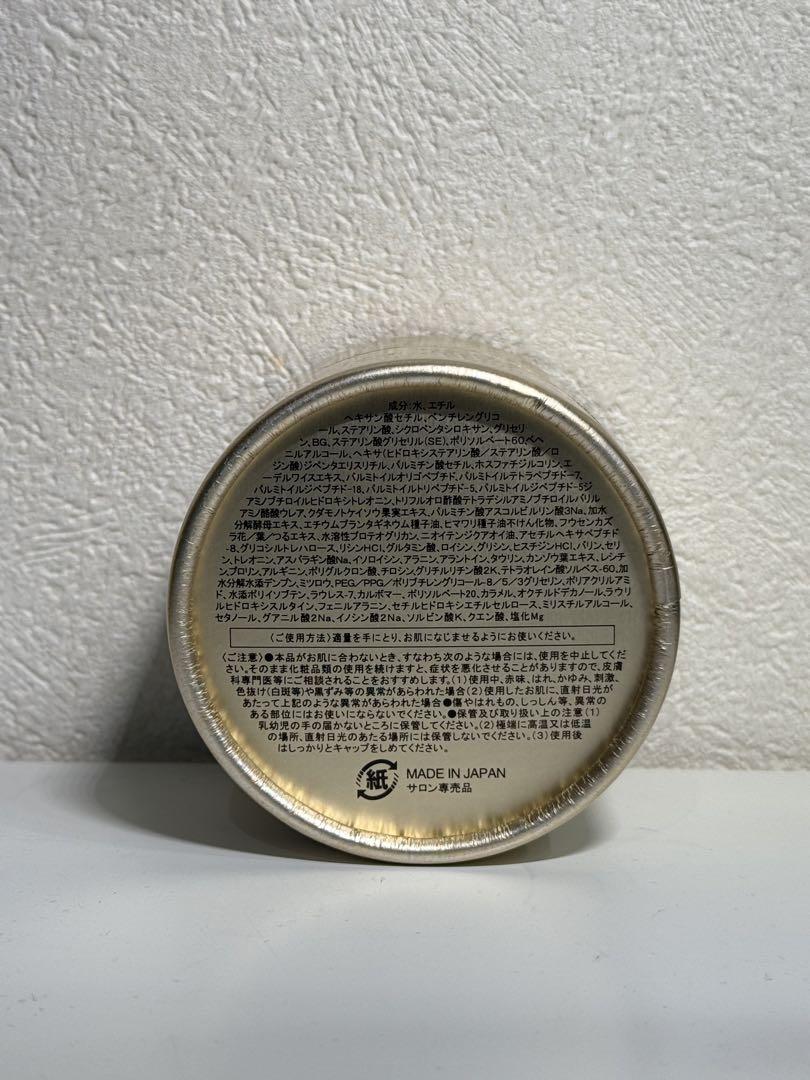 成分:水、エチル
ヘキサン酸セチル、ペンチレングリコ
ール、ステアリン酸、シクロペンタシロキサン、グリセリ
ン、BG、ステアリン酸グリセリル(SE)、ポリソルベート60、ベヘ
ニルアルコール、ヘキサ(ヒドロキシステアリン酸/ステアリン酸/ロ
ジン酸)ジペンタエリスリチル、パルミチン酸セチル、ホスファチジルコリン、エ
ーデルワイスエキス、パルミトイルオリゴペプチド、パルミトイルテトラペプチド-7、
パルミトイルジペプチド-18、パルミトイルトリペプチド-5、パルミトイルジペプチド-5ジ
アミノブチロイルヒドロキシトレオニン、トリフルオロ酢酸テトラデシルアミノブチロイルバリル
アミノ酪酸ウレア、クダモノトケイソウ果実エキス、パルミチン酸アスコルビルリン酸3Na、加水
分解酵母エキス、エチウムプランタギネウム種子油、ヒマワリ種子油不けん化物、フウセンカズ
ラ花/葉/つるエキス、水溶性プロテオグリカン、ニオイテンジクアオイ油、アセチルヘキサペプチド
-8、グリコシルトレハロース、リシンHCl、グルタミン酸、ロイシン、グリシン、ヒスチジンHCl、バリン、セリ
ン、トレオニン、アスパラギン酸Na、イソロイシン、アラニン、アラントイン、タウリン、カンゾウ葉エキス、レシチ
ン、プロリン、アルギニン、ポリグルクロン酸、チロシン、グリチルリチン酸2K、テトラオレイン酸ソルベス-60、加
水分解水添デンプン、ミツロウ、PEG/PPG/ポリブチレングリコール-8/5/3グリセリン、ポリアクリルアミ
ド、水添ポリイソブテン、ラウレス-7、カルボマー、ポリソルベート20、カラメル、オクチルドデカノール、ラウリ
ルヒドロキシスルタイン、フェニルアラニン、セチルヒドロキシエチルセルロース、ミリスチルアルコール、
セタノール、グアニル酸2Na、イノシン酸2Na、ソルビン酸K、クエン酸、塩化Mg
〈ご使用方法〉適量を手にとり、お肌になじませるようにお使いください。
〈ご注意〉●本品がお肌に合わないとき、すなわち次のような場合には、使用を中止してくだ
さい。そのまま化粧品類の使用を続けますと、症状を悪化させることがありますので、皮膚
科専門医等にご相談されることをおすすめします。(1)使用中、赤味、はれ、かゆみ、刺激、
色抜け(白斑等)や黒ずみ等の異常があらわれた場合(2)使用したお肌に、直射日光が
あたって上記のような異常があらわれた場合●傷やはれもの、しっしん等、異常の
ある部位にはお使いにならないでください。●保管及び取り扱い上の注意(1)
乳幼児の手の届かないところに保管してください。(2)極端に高温又は低温
の場所、直射日光のあたる場所には保管しないでください。(3)使用後
はしっかりとキャップをしめてください。
紙 MADE IN JAPAN
サロン専売品